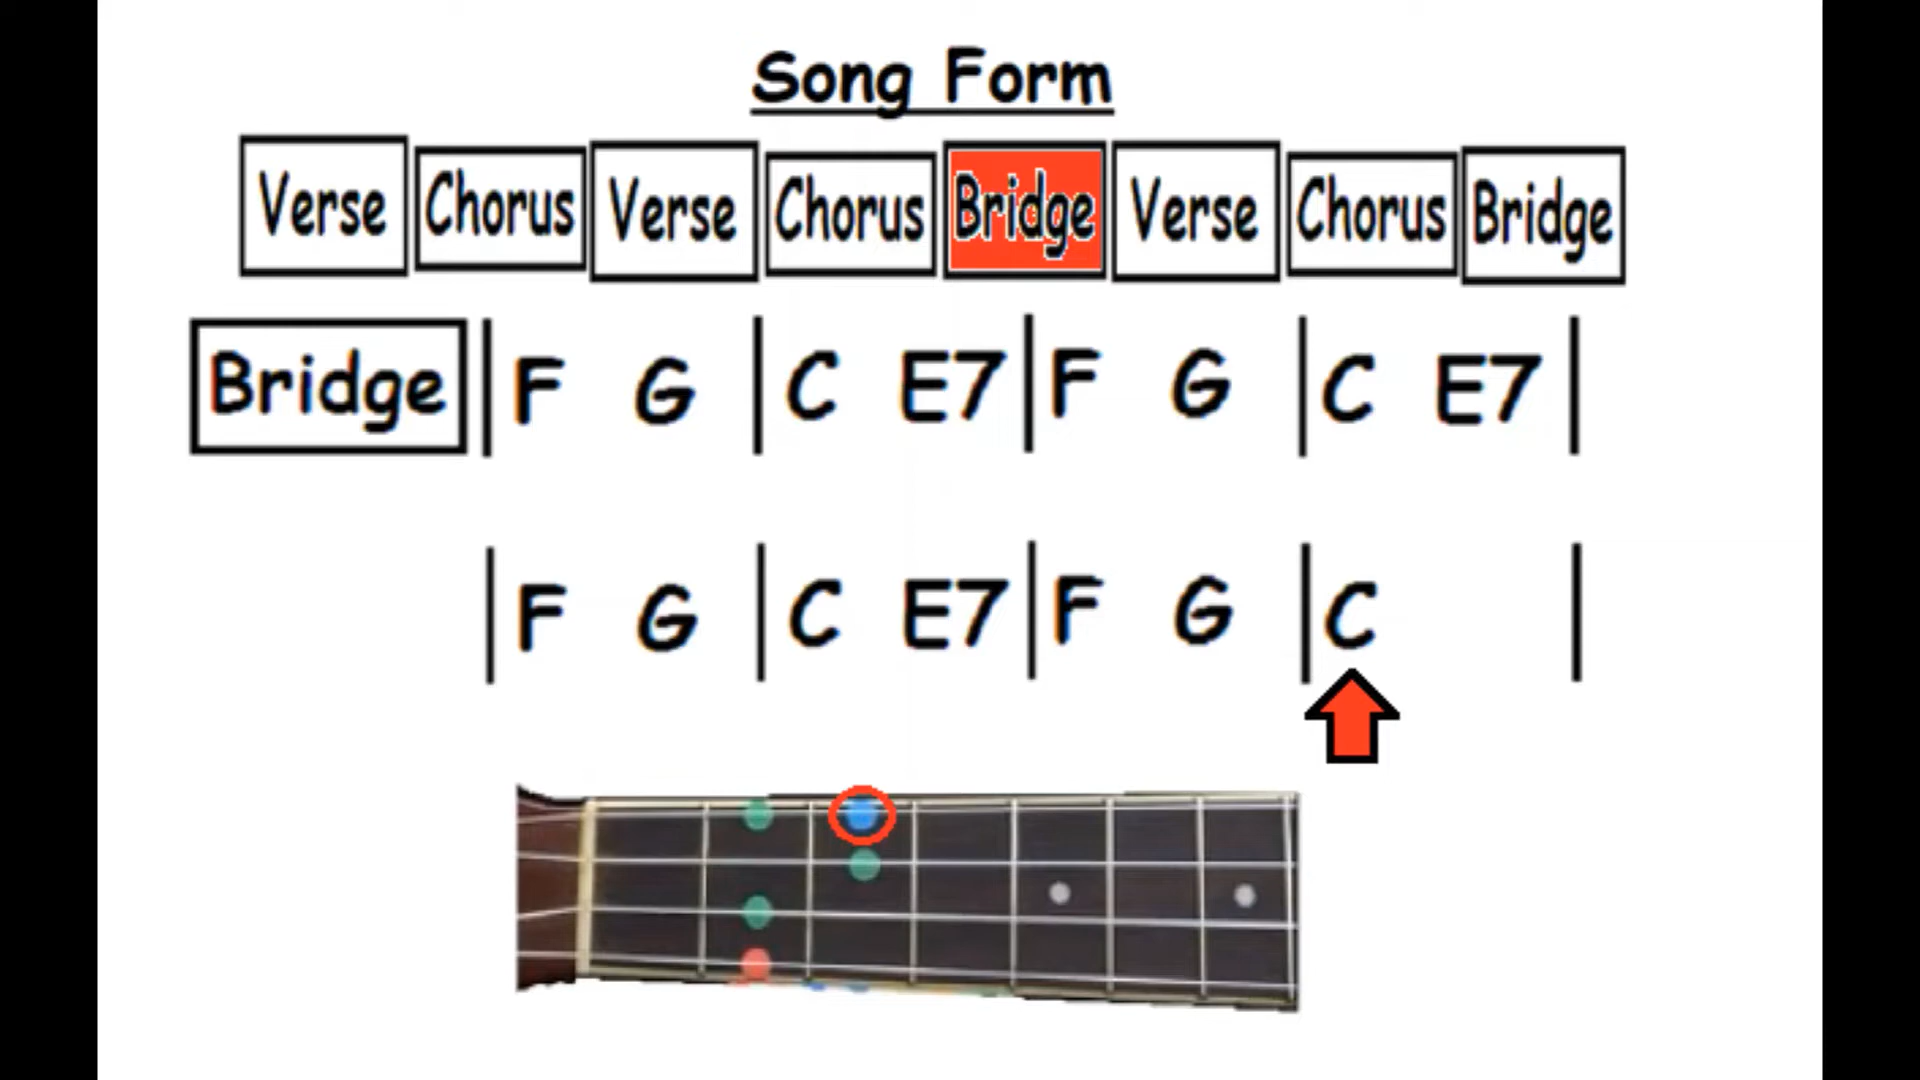 Song Form
Verse Chorus Verse Chorus Bridge Verse Chorus Bridge
Bridge | F G | C E7 | F G | C E7 |
| F G | C E7 | F G | C |